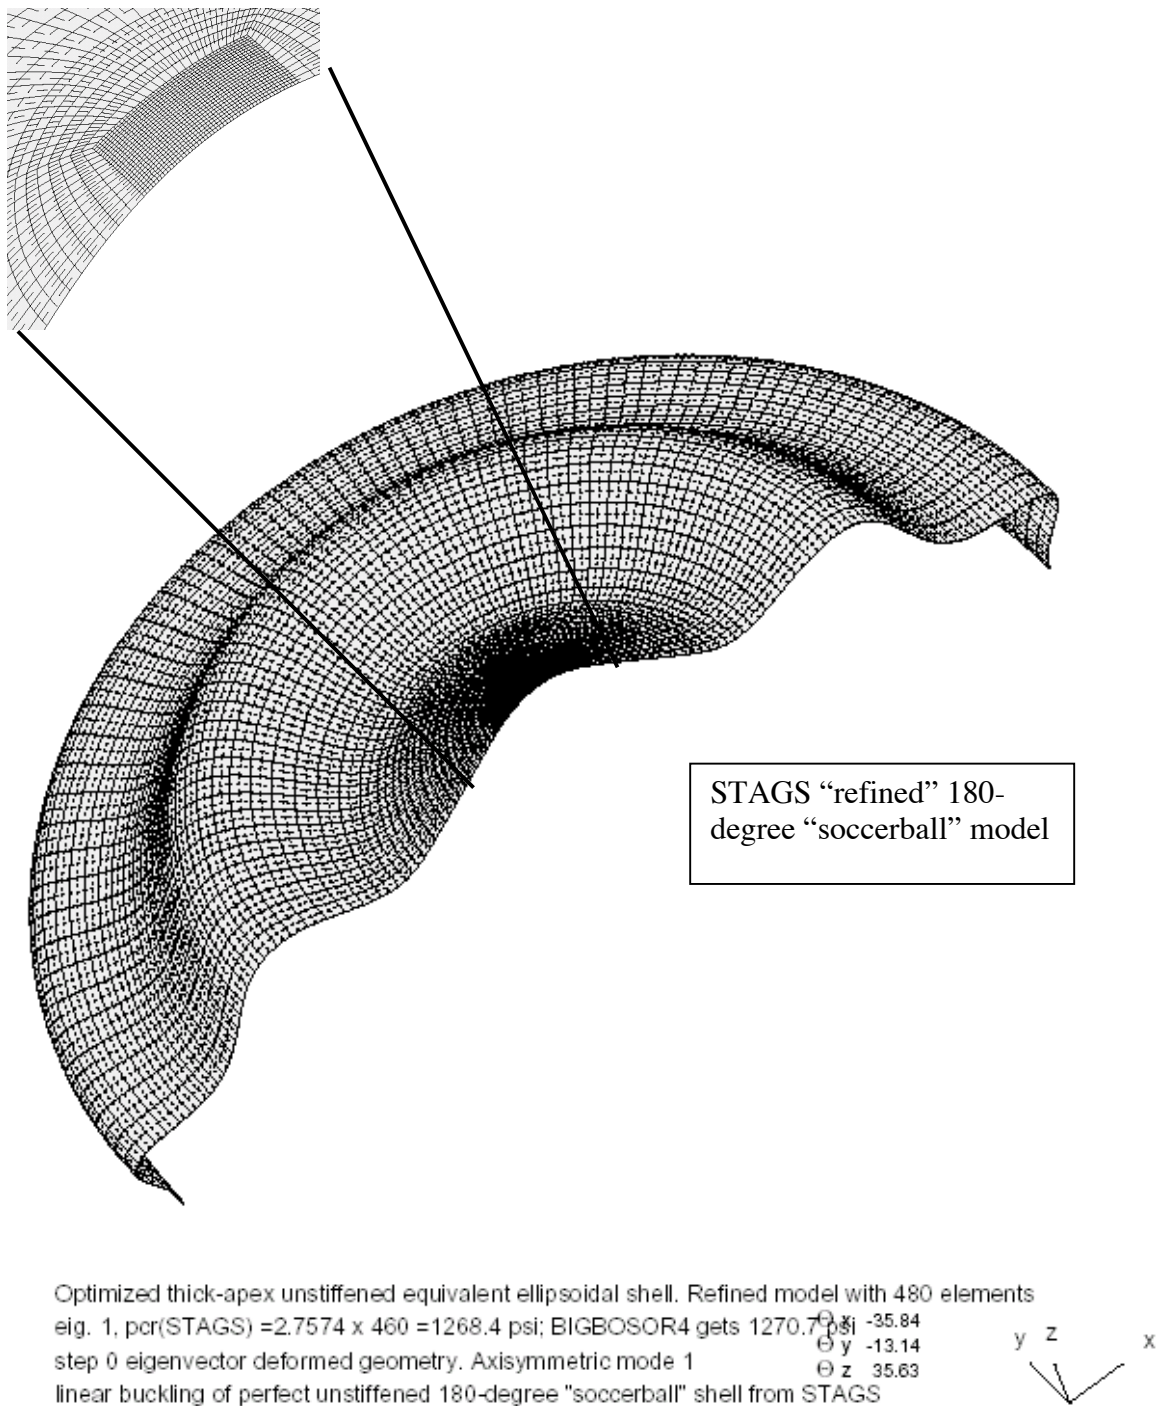 STAGS “refined” 180-
degree “soccerball” model
Optimized thick-apex unstiffened equivalent ellipsoidal shell. Refined model with 480 elements
eig. 1, pcr(STAGS) =2.7574 x 460 =1268.4 psi; BIGBOSOR4 gets 1270.7 psi
step 0 eigenvector deformed geometry. Axisymmetric mode 1
linear buckling of perfect unstiffened 180-degree "soccerball" shell from STAGS
Θ x -35.84
Θ y -13.14
Θ z 35.63
y z x